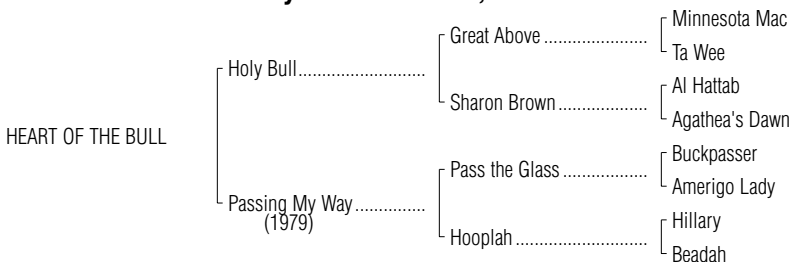 Minnesota Mac
Great Above
Ta Wee
Holy Bull
Al Hattab
Sharon Brown
Agathea's Dawn
HEART OF THE BULL
Buckpasser
Pass the Glass
Amerigo Lady
Passing My Way
(1979)
Hillary
Hooplah
Beadah